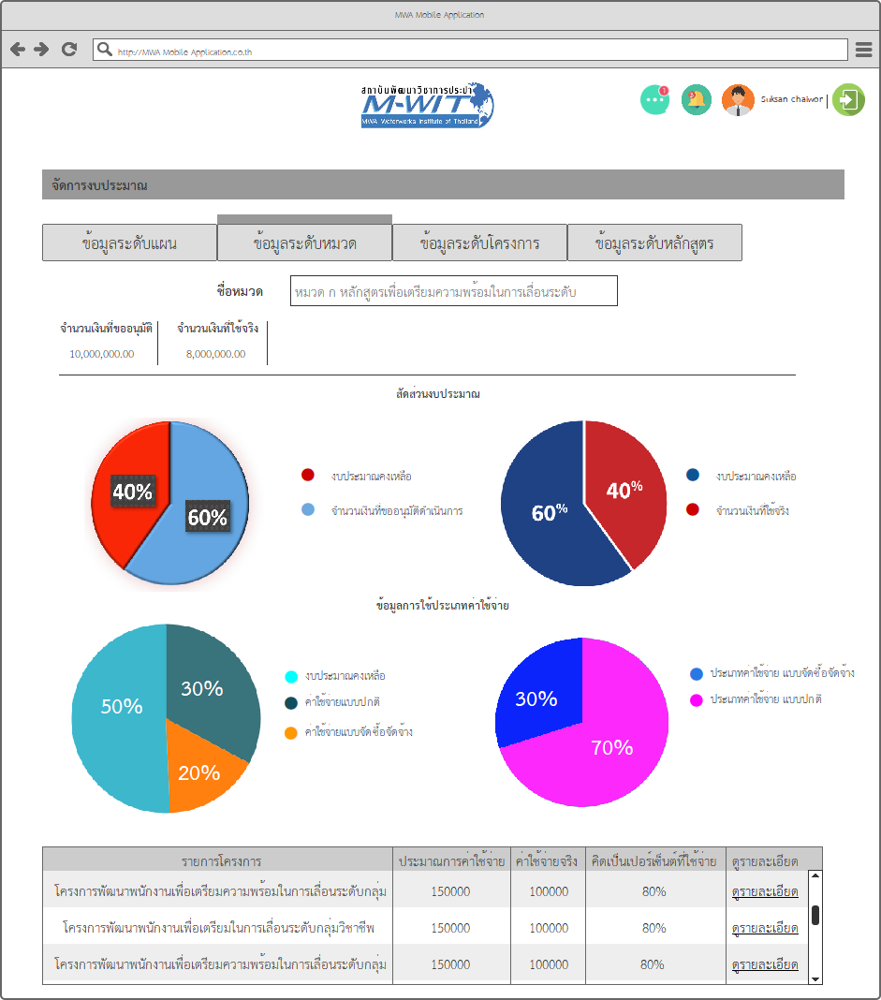 MWA Mobile Application
http://MWA Mobile Application.co.th
สถาบันพัฒนาวิชาการประปา
M-WIT
MWA Waterworks Institute of Thailand
1
3
Suksan chaiwon
จัดการงบประมาณ
ข้อมูลระดับแผน ข้อมูลระดับหมวด ข้อมูลระดับโครงการ ข้อมูลระดับหลักสูตร
ชื่อหมวด หมวด ก หลักสูตรเพื่อเตรียมความพร้อมในการเลื่อนระดับ
จำนวนเงินที่ขออนุมัติ จำนวนเงินที่ใช้จริง
10,000,000.00 8,000,000.00
สัดส่วนงบประมาณ
40%
60%
งบประมาณคงเหลือ
จำนวนเงินที่ขออนุมัติดำเนินการ
60%
40%
งบประมาณคงเหลือ
จำนวนเงินที่ใช้จริง
ข้อมูลการใช้ประเภทค่าใช้จ่าย
50%
30%
20%
งบประมาณคงเหลือ
ค่าใช้จ่ายแบบปกติ
ค่าใช้จ่ายแบบจัดซื้อจัดจ้าง
30%
70%
ประเภทค่าใช้จ่าย แบบจัดซื้อจัดจ้าง
ประเภทค่าใช้จ่าย แบบปกติ
รายการโครงการ ประมาณการค่าใช้จ่าย ค่าใช้จ่ายจริง คิดเป็นเปอร์เซ็นต์ที่ใช้จ่าย ดูรายละเอียด
โครงการพัฒนาพนักงานเพื่อเตรียมความพร้อมในการเลื่อนระดับกลุ่ม 150000 100000 80% ดูรายละเอียด
โครงการพัฒนาพนักงานเพื่อเตรียมในการเลื่อนระดับกลุ่มวิชาชีพ 150000 100000 80% ดูรายละเอียด
โครงการพัฒนาพนักงานเพื่อเตรียมความพร้อมในการเลื่อนระดับกลุ่ม 150000 100000 80% ดูรายละเอียด